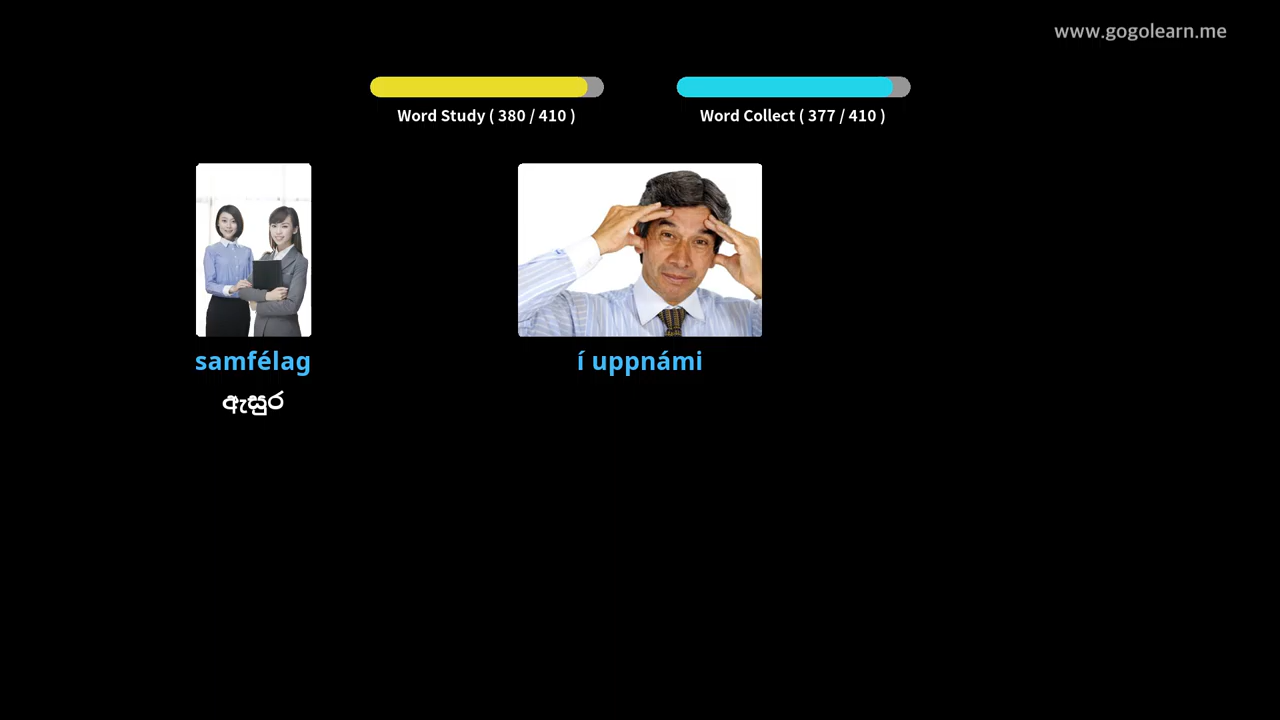 www.gogolearn.me
Word Study ( 380 / 410 )
Word Collect ( 377 / 410 )
samfélag
ඇසුර
í uppnámi